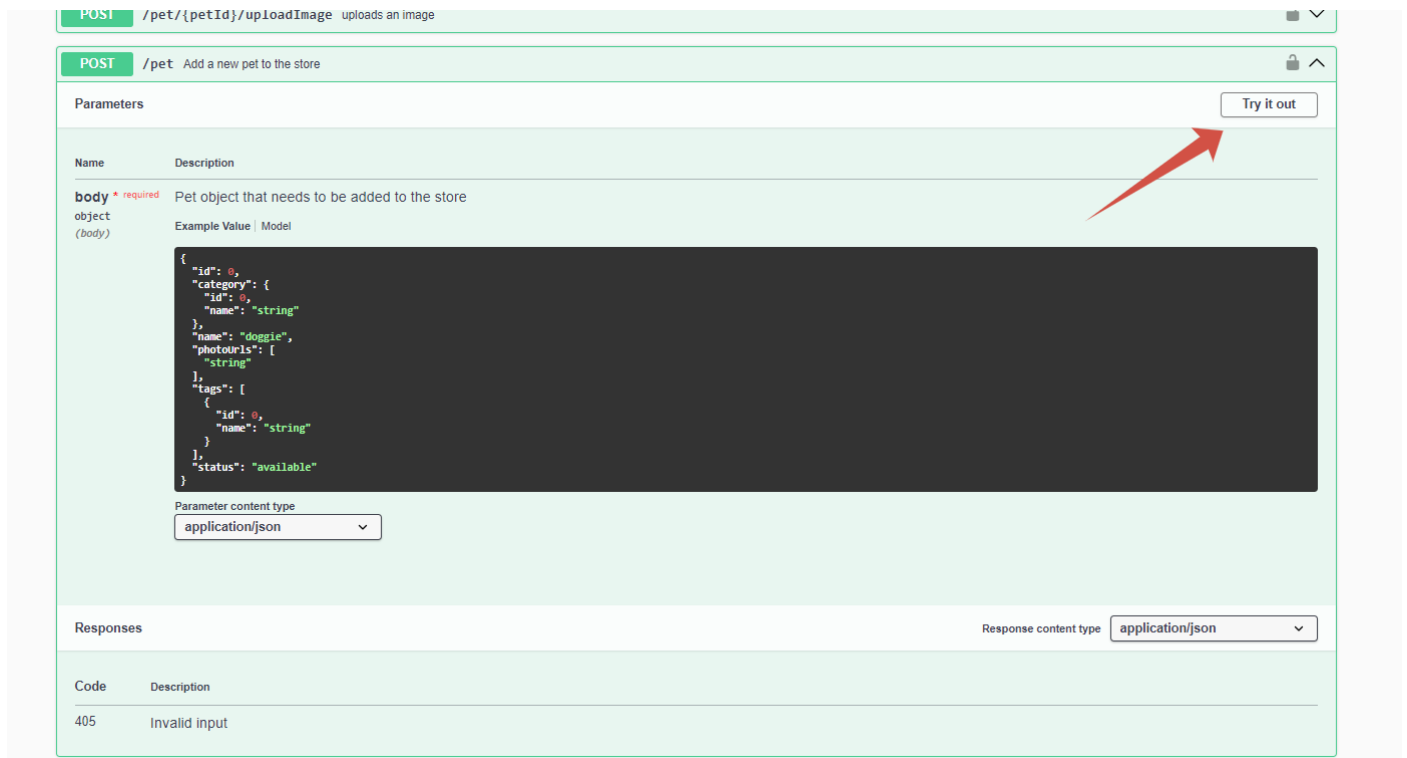 POST /pet/{petId}/uploadImage uploads an image
POST /pet Add a new pet to the store
Parameters
Try it out
Name Description
body * required Pet object that needs to be added to the store
object
(body)
Example Value Model
{
  "id": 0,
  "category": {
    "id": 0,
    "name": "string"
  },
  "name": "doggie",
  "photoUrls": [
    "string"
  ],
  "tags": [
    {
      "id": 0,
      "name": "string"
    }
  ],
  "status": "available"
}
Parameter content type
application/json
Responses Response content type application/json
Code Description
405 Invalid input